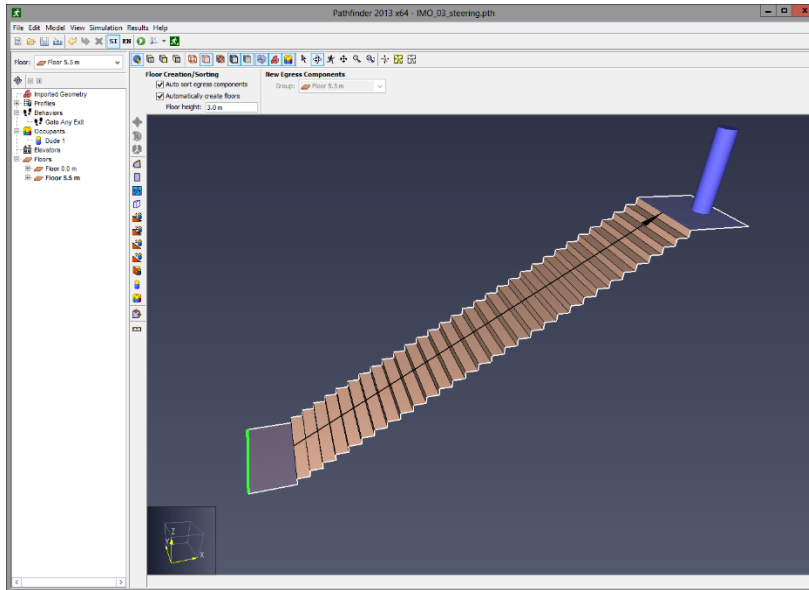 Pathfinder 2013 x64 - IMO_03_steering.pth
File Edit Model View Simulation Results Help
SI EN
Floor: Floor 5.5 m
Floor Creation/Sorting
New Egress Components
Auto sort egress components
Group: Floor 5.5 m
Automatically create floors
Floor height: 3.0 m
Imported Geometry
Profiles
Behaviors
Goto Any Exit
Occupants
Dude 1
Elevators
Floors
Floor 0.0 m
Floor 5.5 m
Z
Y
X